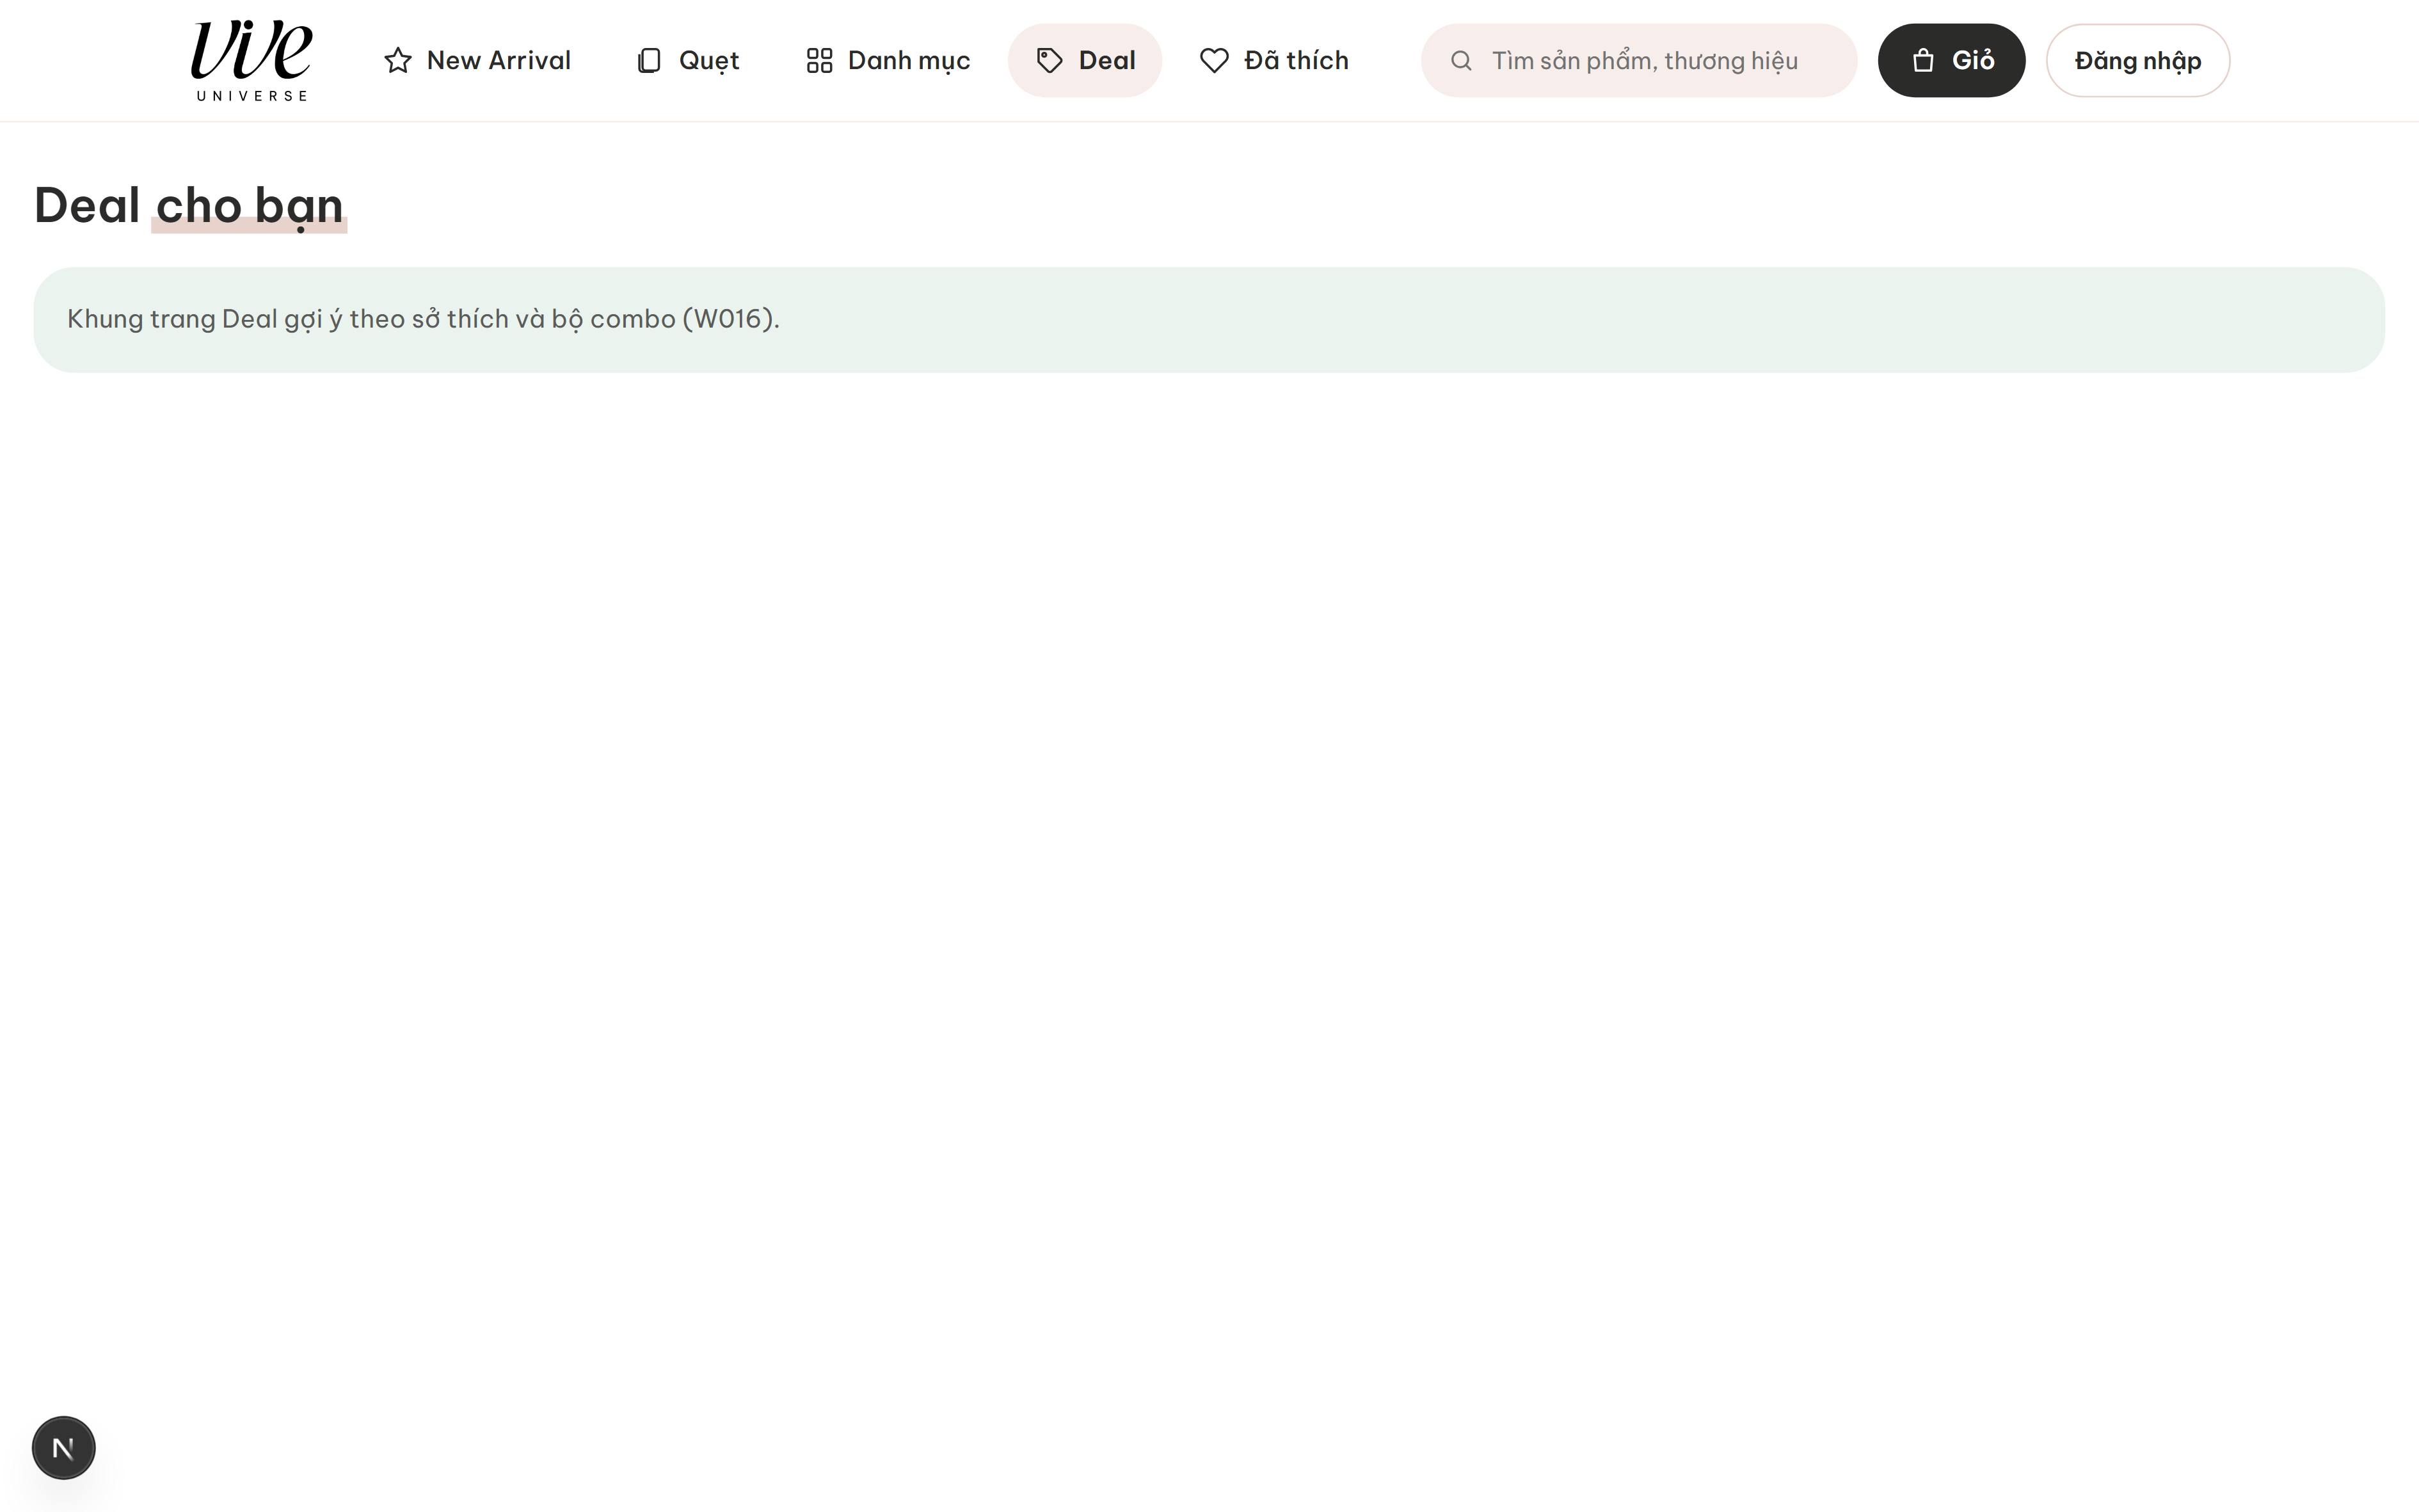 ViVe
UNIVERSE
New Arrival
Quẹt
Danh mục
Deal
Đã thích
Tìm sản phẩm, thương hiệu
Giỏ
Đăng nhập
Deal cho bạn
Khung trang Deal gợi ý theo sở thích và bộ combo (W016).
N